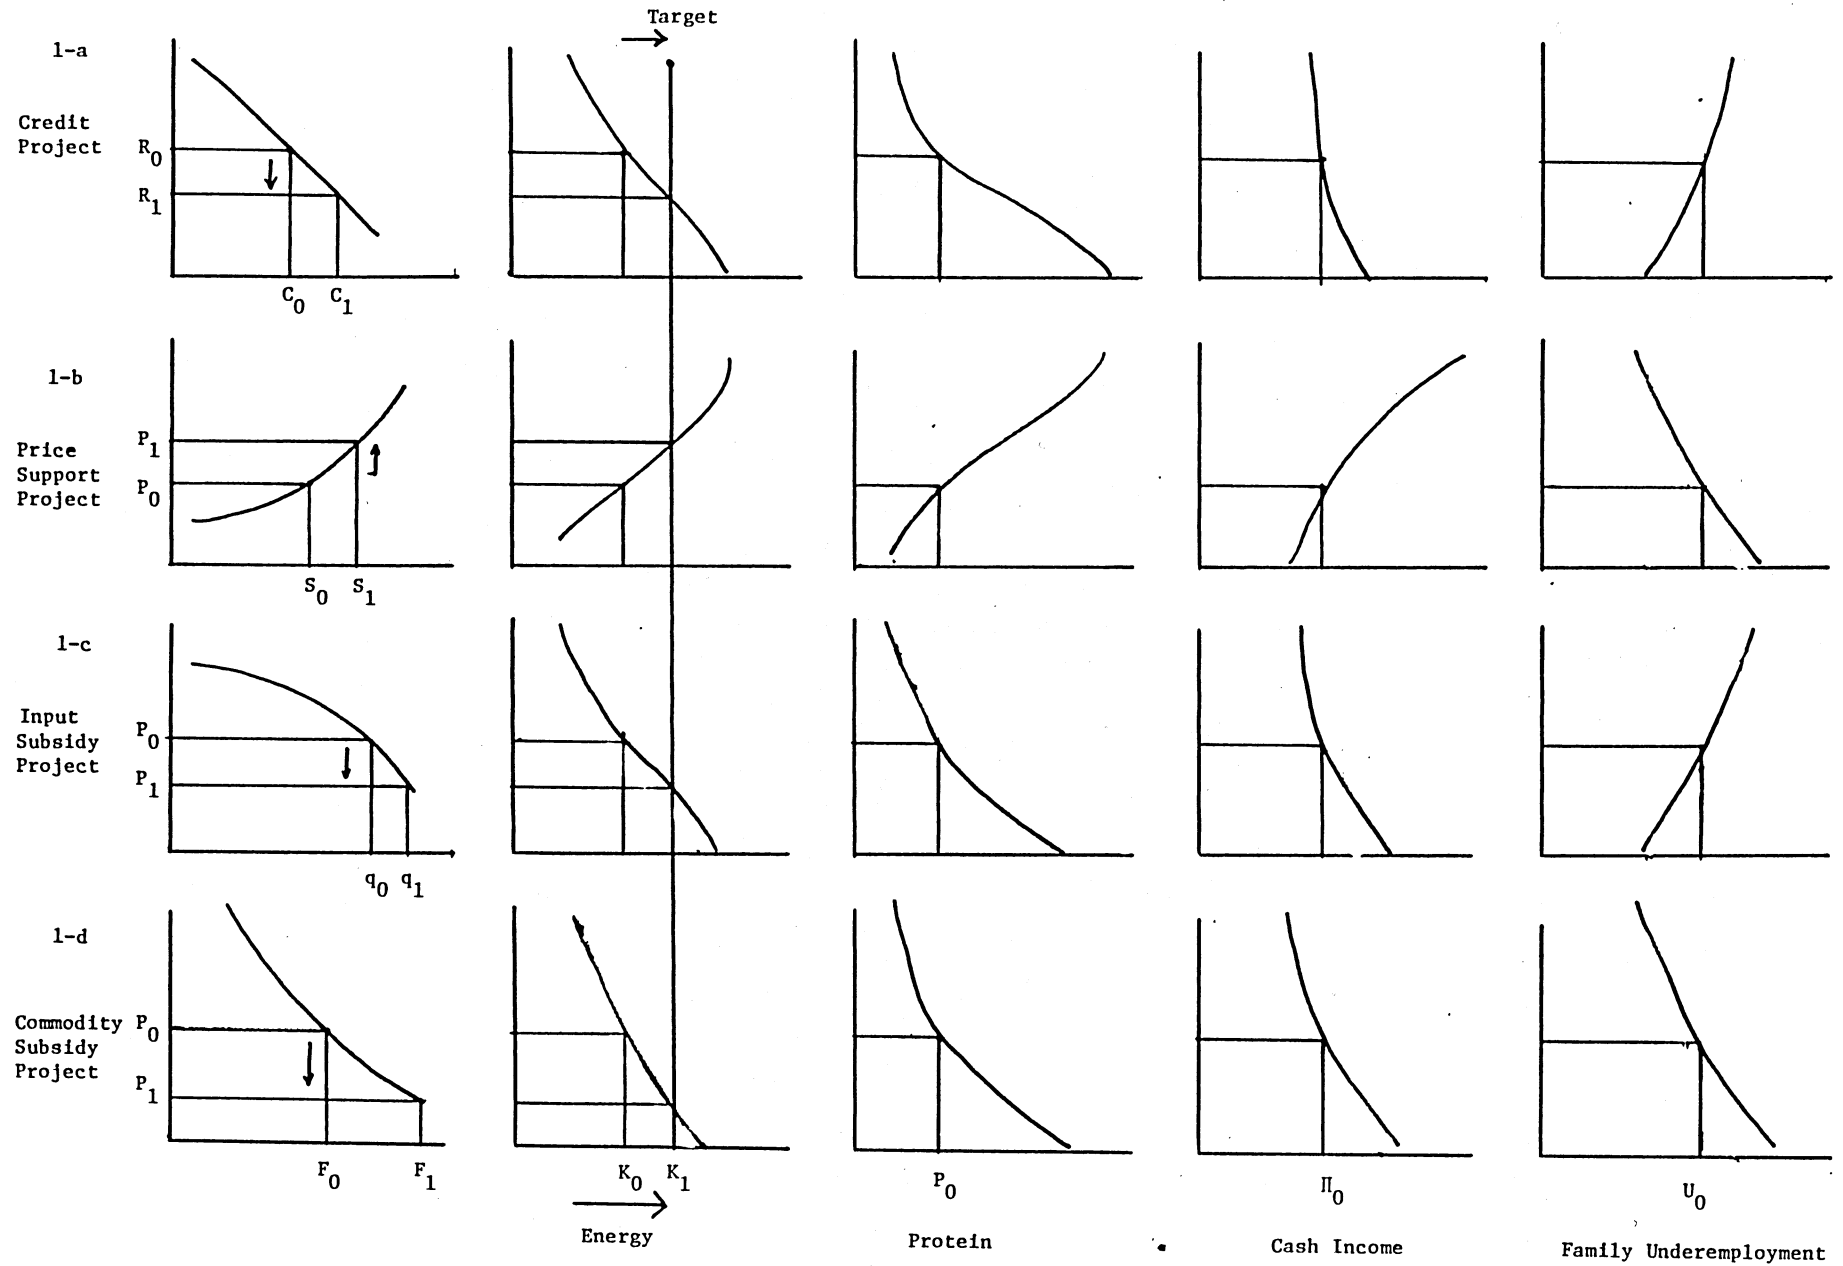 Target
1-a
Credit
Project
R0
R1
C0 C1
1-b
Price
Support
Project
P1
P0
S0 S1
1-c
Input
Subsidy
Project
P0
P1
q0 q1
1-d
Commodity
Subsidy
Project
P0
P1
F0 F1
K0 K1
P0
Π0
U0
Energy
Protein
Cash Income
Family Underemployment